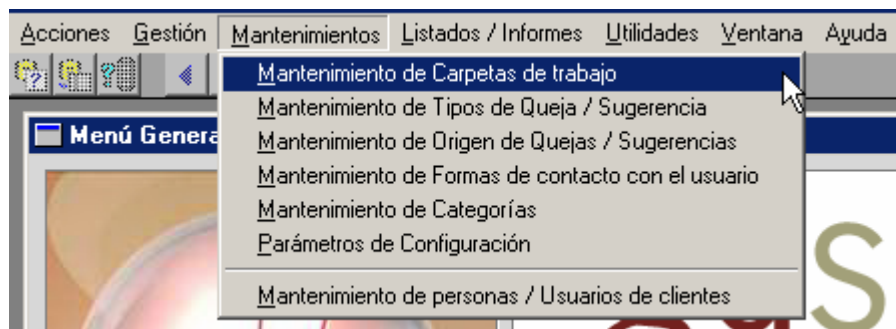 Acciones Gestión Mantenimientos Listados / Informes Utilidades Ventana Ayuda
Mantenimiento de Carpetas de trabajo
Mantenimiento de Tipos de Queja / Sugerencia
Mantenimiento de Origen de Quejas / Sugerencias
Mantenimiento de Formas de contacto con el usuario
Mantenimiento de Categorías
Parámetros de Configuración
Mantenimiento de personas / Usuarios de clientes
Menú Genera